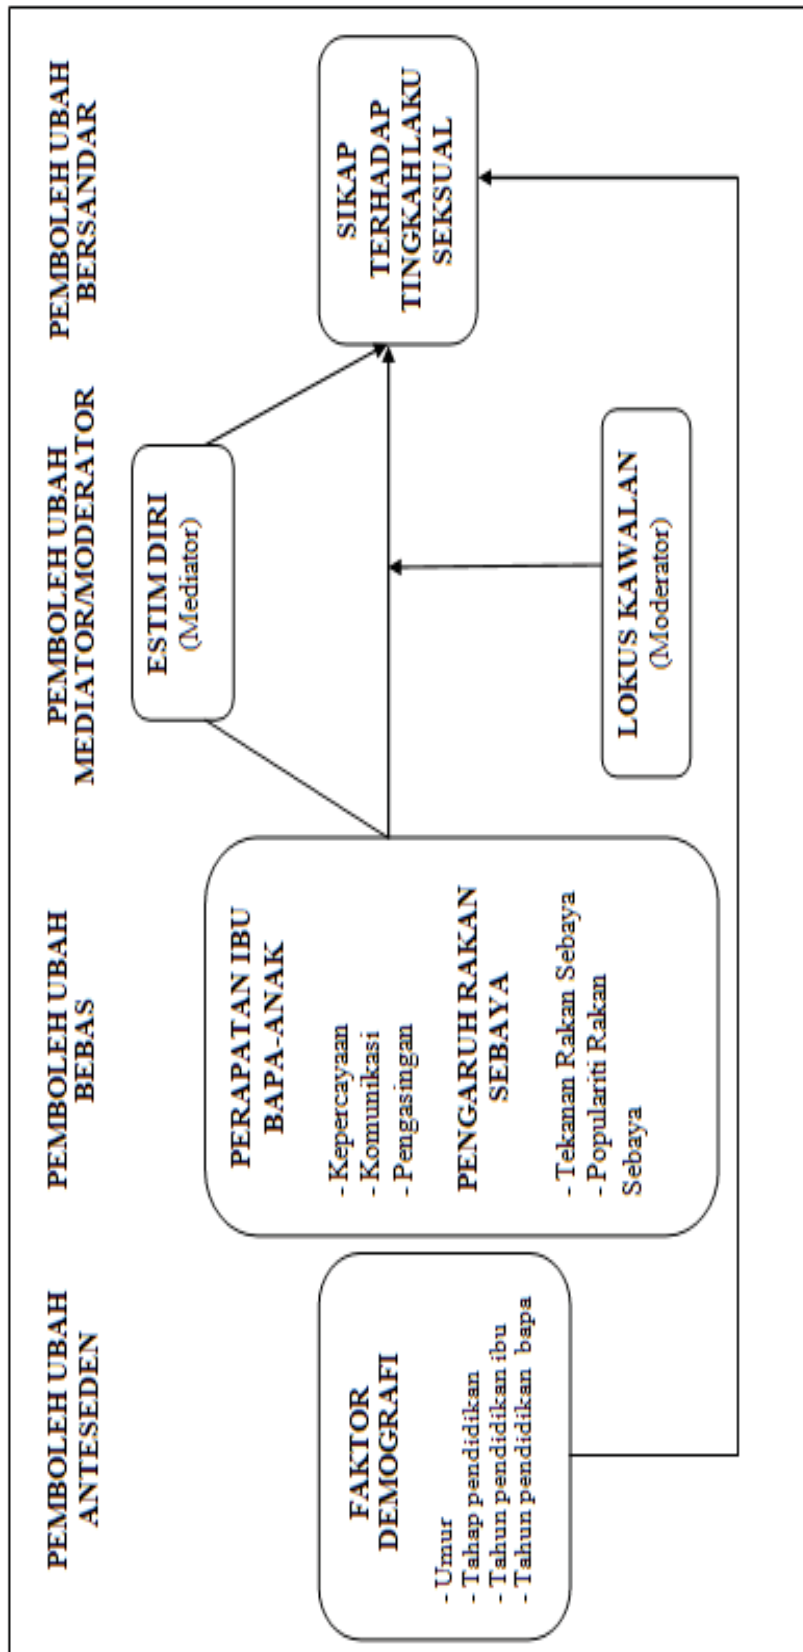 PEMBOLEH UBAH
ANTESEDEN
PEMBOLEH UBAH
BEBAS
PEMBOLEH UBAH
MEDIATOR/MODERATOR
PEMBOLEH UBAH
BERSANDAR
FAKTOR
DEMOGRAFI
- Umur
- Tahap pendidikan
- Tahun pendidikan ibu
- Tahun pendidikan bapa
PERAPATAN IBU
BAPA-ANAK
- Kepercayaan
- Komunikasi
- Pengasingan
PENGARUH RAKAN
SEBAYA
- Tekanan Rakan Sebaya
- Populariti Rakan
Sebaya
ESTIM DIRI
(Mediator)
LOKUS KAWALAN
(Moderator)
SIKAP
TERHADAP
TINGKAH LAKU
SEKSUAL